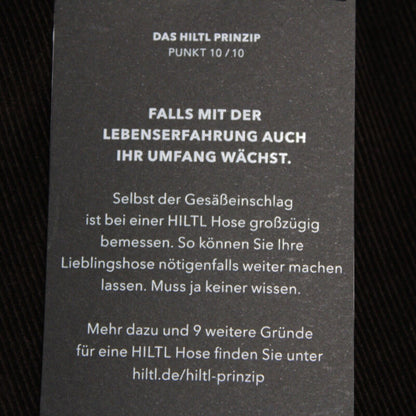 DAS HILTL PRINZIP
PUNKT 10/10
FALLS MIT DER
LEBENSERFAHRUNG AUCH
IHR UMFANG WÄCHST.
Selbst der Gesäßeinschlag
ist bei einer HILTL Hose großzügig
bemessen. So können Sie Ihre
Lieblingshose nötigenfalls weiter machen
lassen. Muss ja keiner wissen.
Mehr dazu und 9 weitere Gründe
für eine HILTL Hose finden Sie unter
hiltl.de/hiltl-prinzip